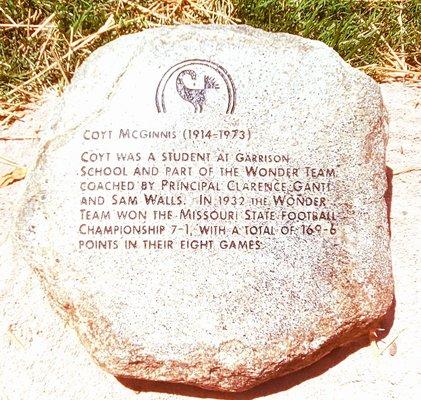 Coyt McGinnis (1914-1973)
Coyt was a student at Garrison
School and part of the Wonder Team
coached by Principal Clarence Gantt
and Sam Walls. In 1932 the Wonder
Team won the Missouri State Football
Championship 7-1, with a total of 169-6
points in their eight games.